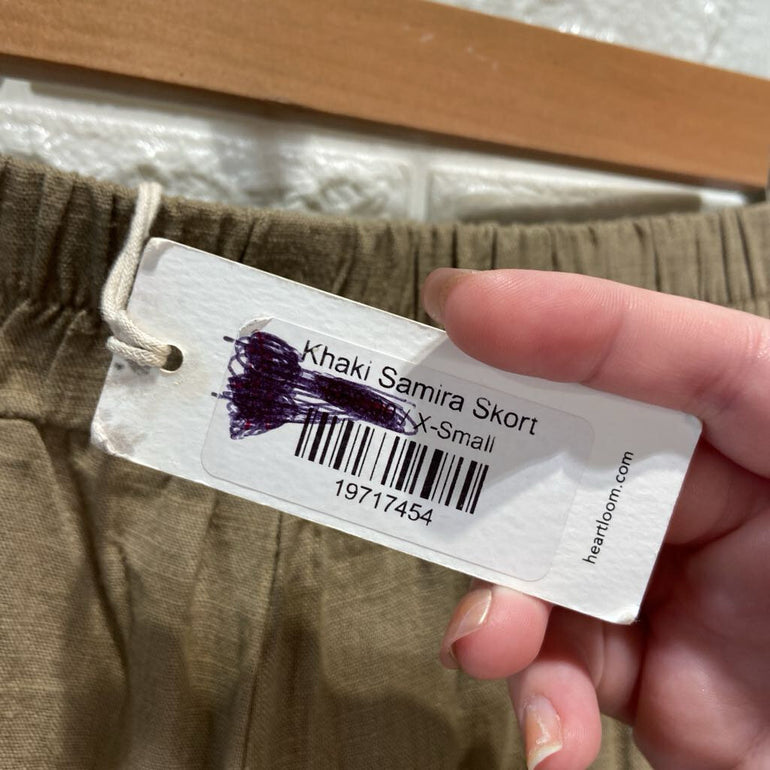 Khaki Samira Skort
/ X-Small
19717454
heartloom.com